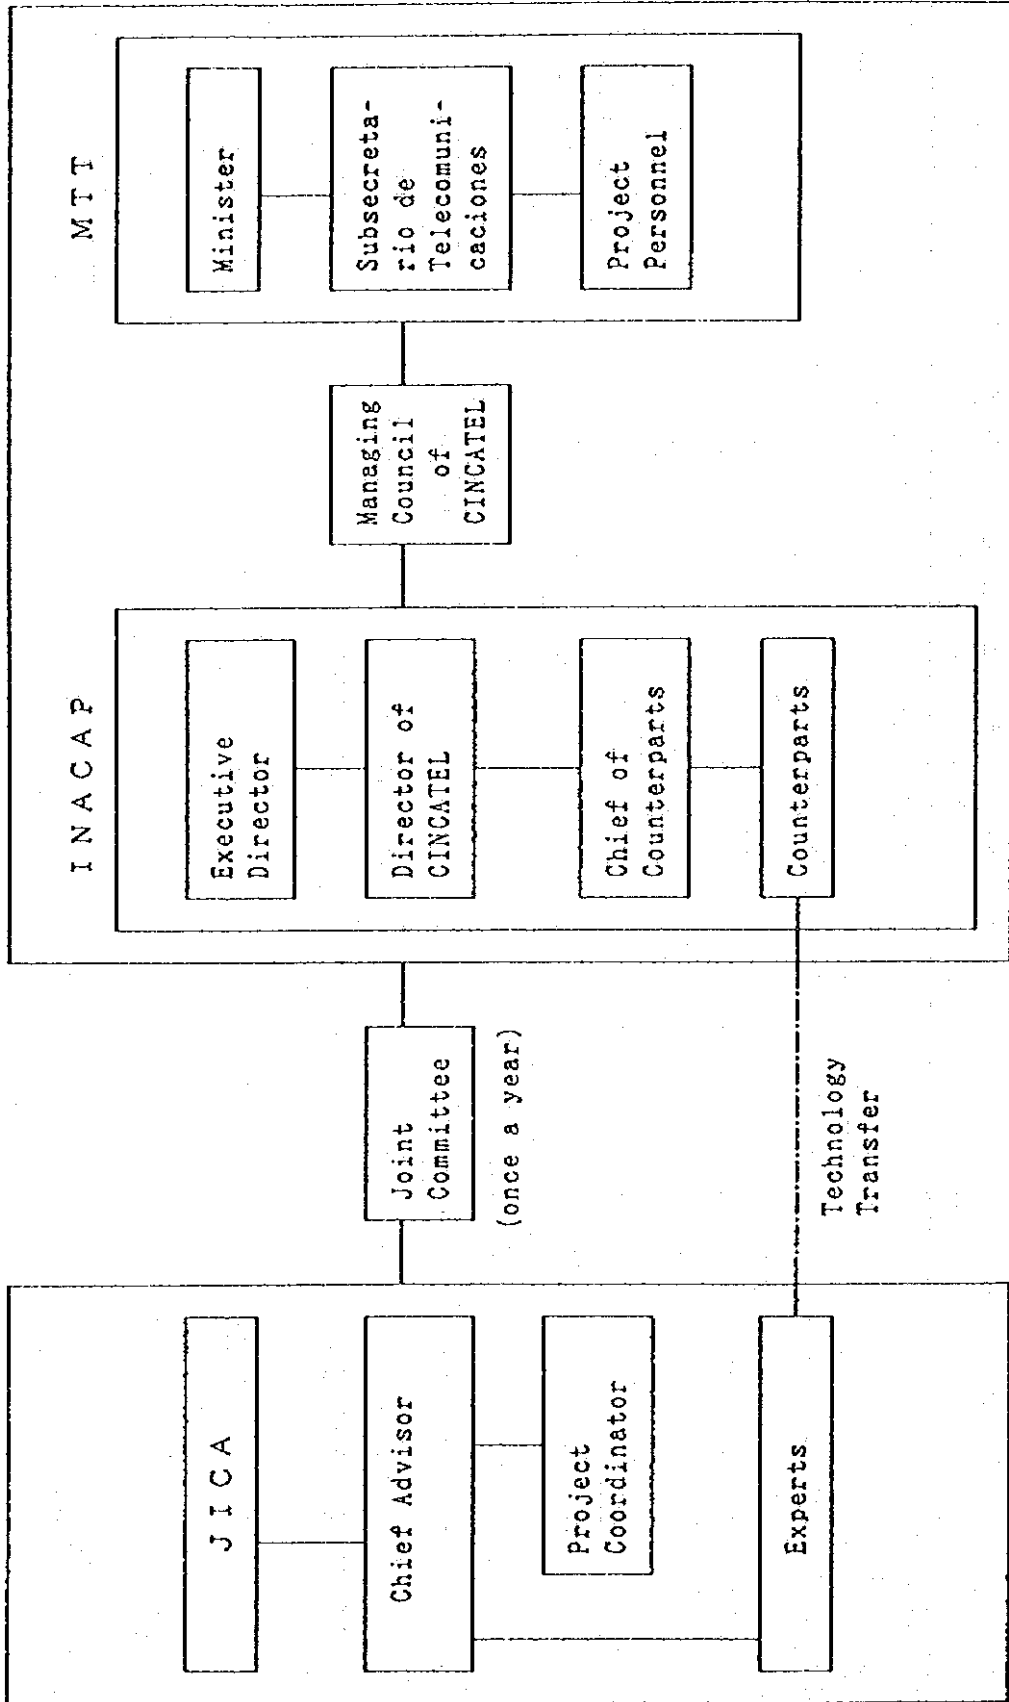 J I C A
Chief Advisor
Project
Coordinator
Experts
Joint
Committee
(once a year)
Technology
Transfer
I N A C A P
Executive
Director
Director of
CINCATEL
Chief of
Counterparts
Counterparts
Managing
Council
of
CINCATEL
M T T
Minister
Subsecreta-
rio de
Telecomuni-
caciones
Project
Personnel